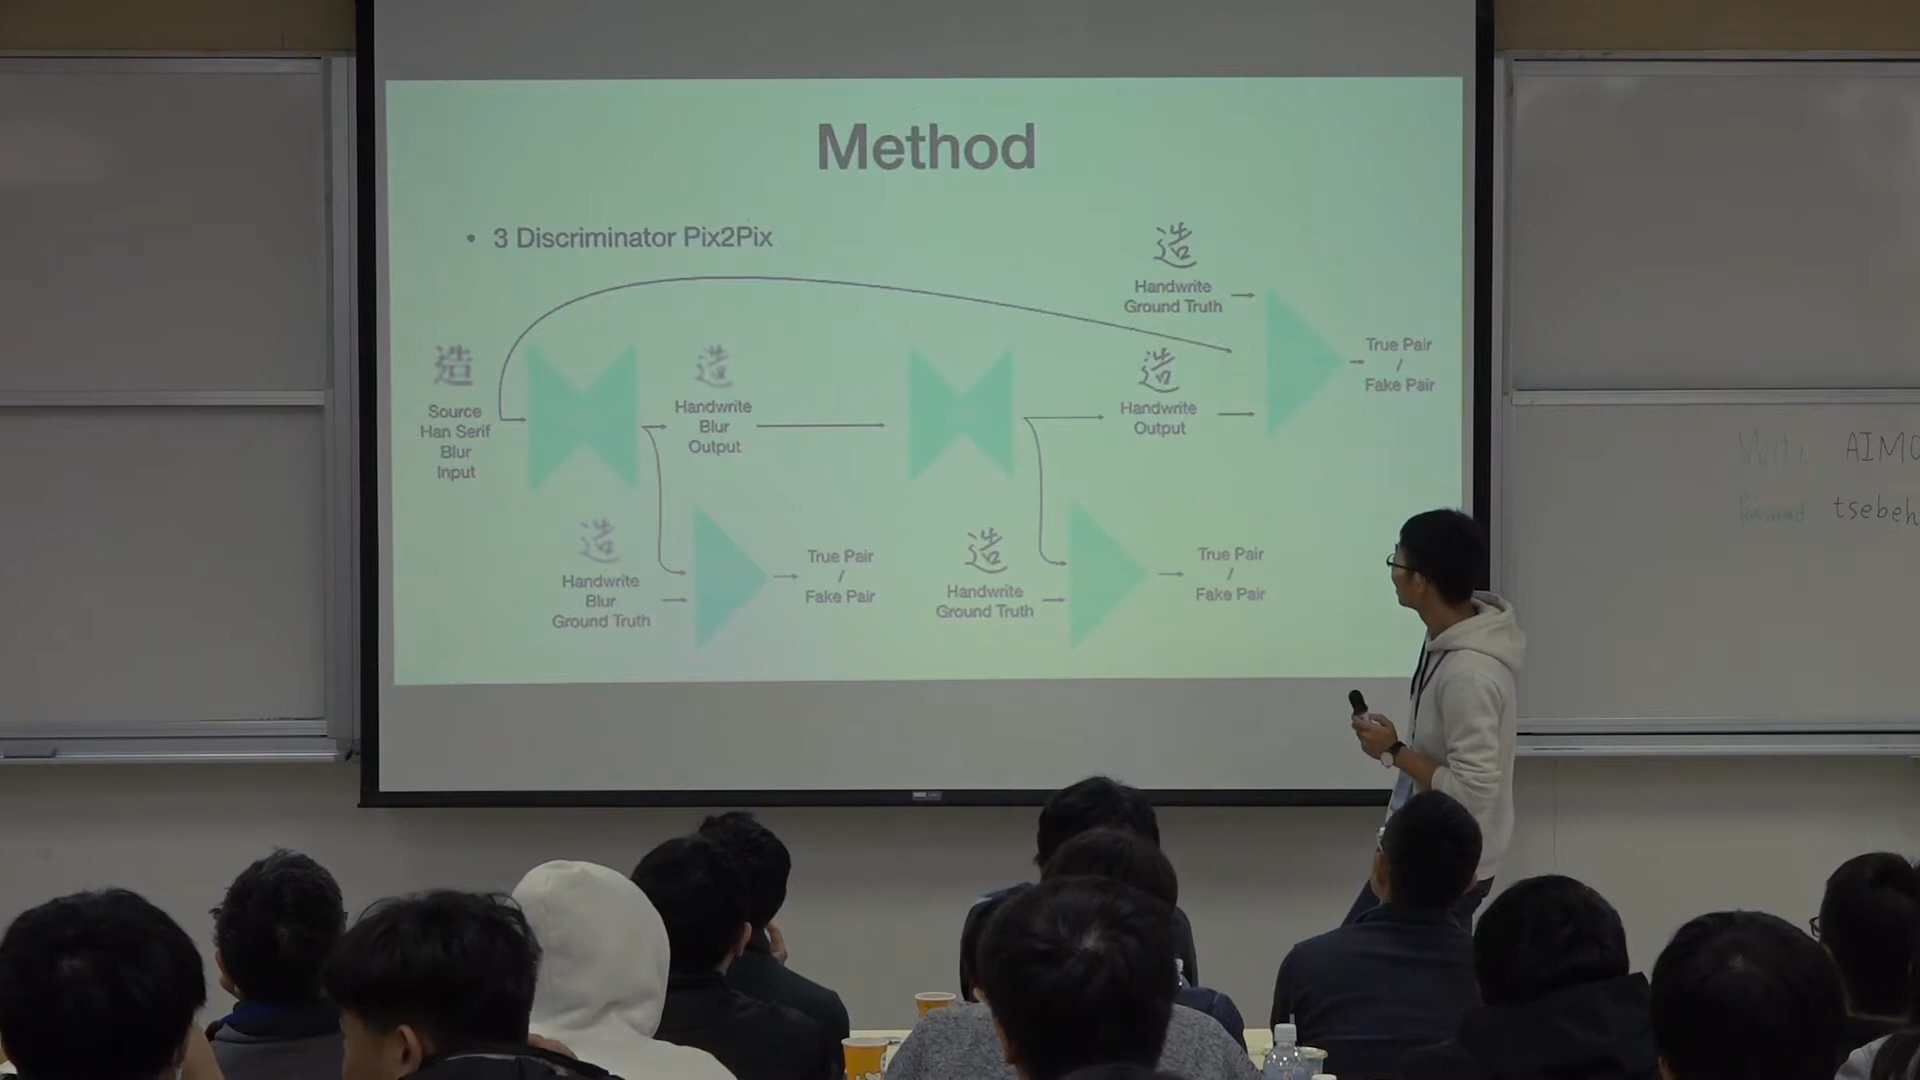 Method
• 3 Discriminator Pix2Pix
造
Handwrite
Ground Truth
造
Source
Han Serif
Blur
Input
造
Handwrite
Blur
Output
造
Handwrite
Output
True Pair
/
Fake Pair
造
Handwrite
Blur
Ground Truth
True Pair
/
Fake Pair
造
Handwrite
Ground Truth
True Pair
/
Fake Pair
AIMO
tsebeh